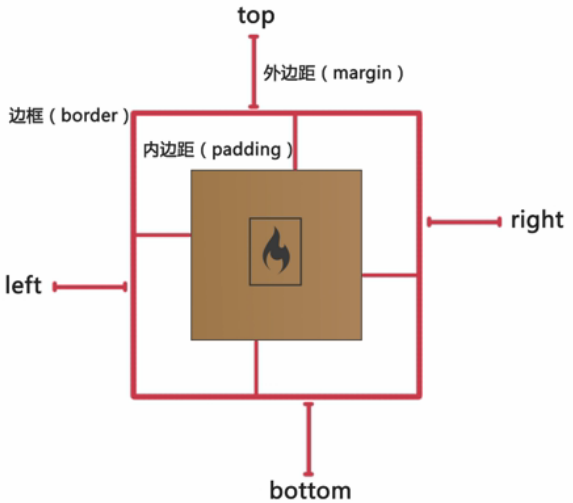 top
外边距（margin）
边框（border）
内边距（padding）
right
left
bottom